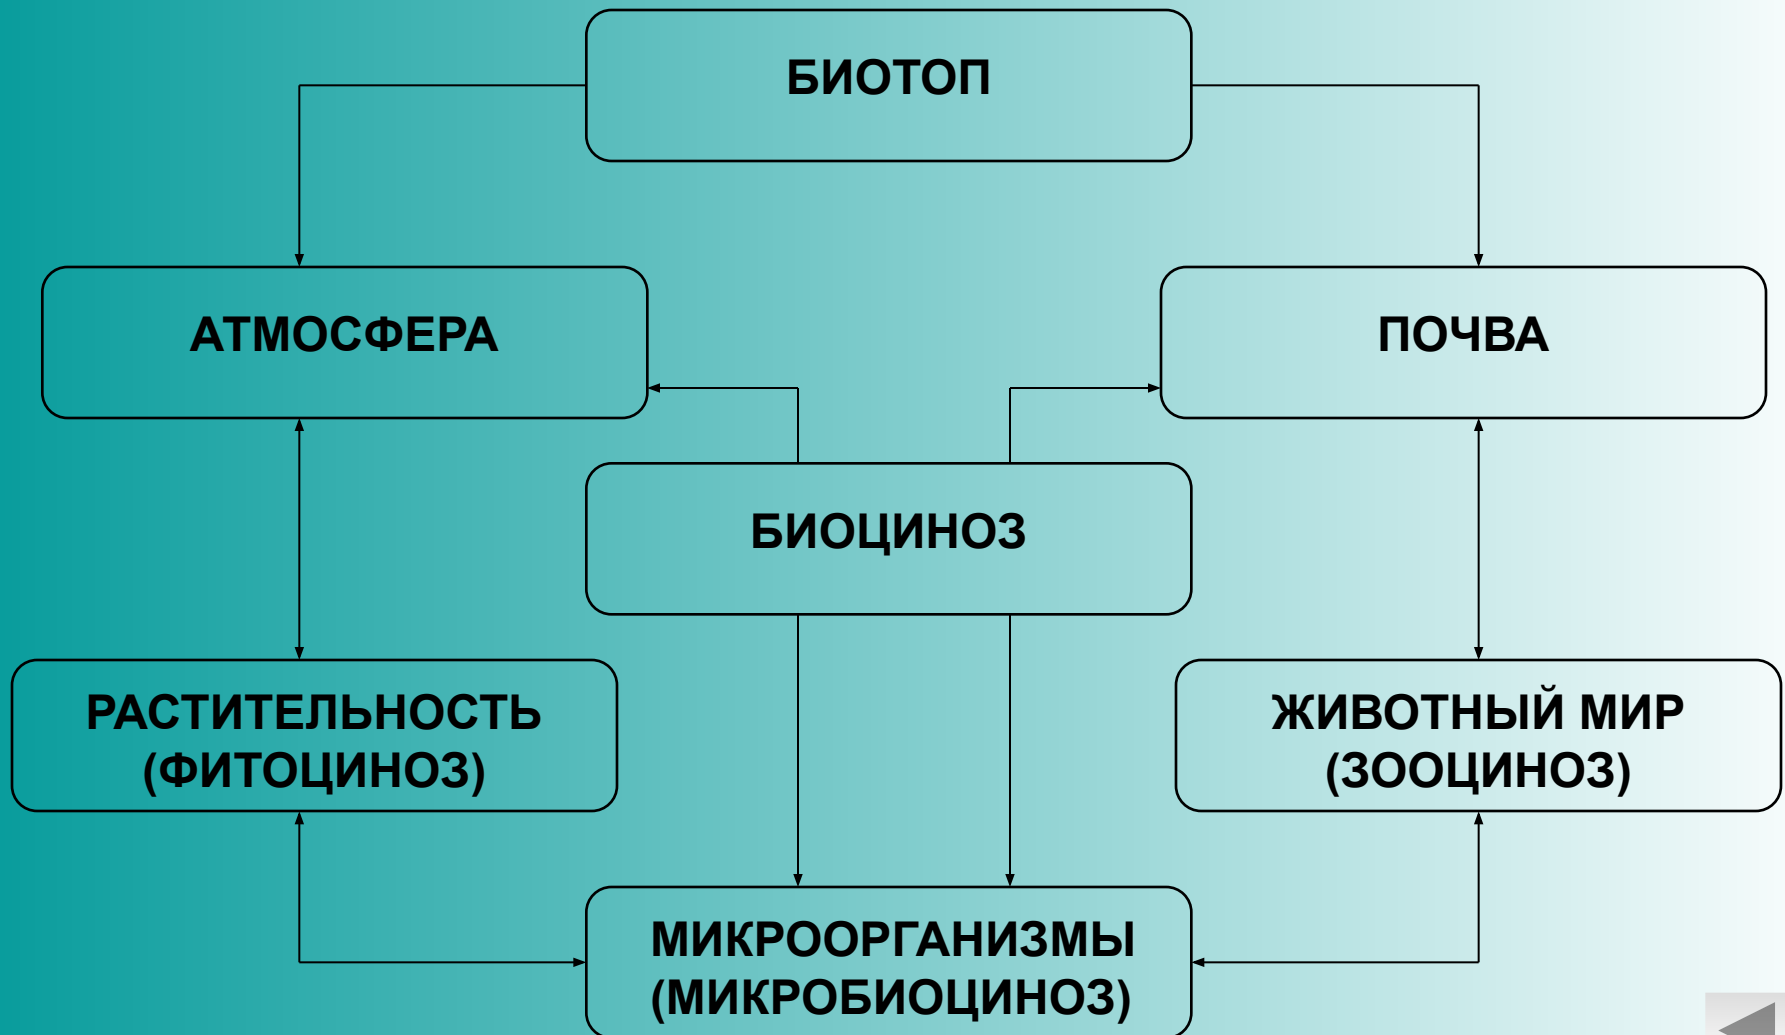 БИОТОП
АТМОСФЕРА
ПОЧВА
БИОЦИНОЗ
РАСТИТЕЛЬНОСТЬ
(ФИТОЦИНОЗ)
ЖИВОТНЫЙ МИР
(ЗООЦИНОЗ)
МИКРООРГАНИЗМЫ
(МИКРОБИОЦИНОЗ)